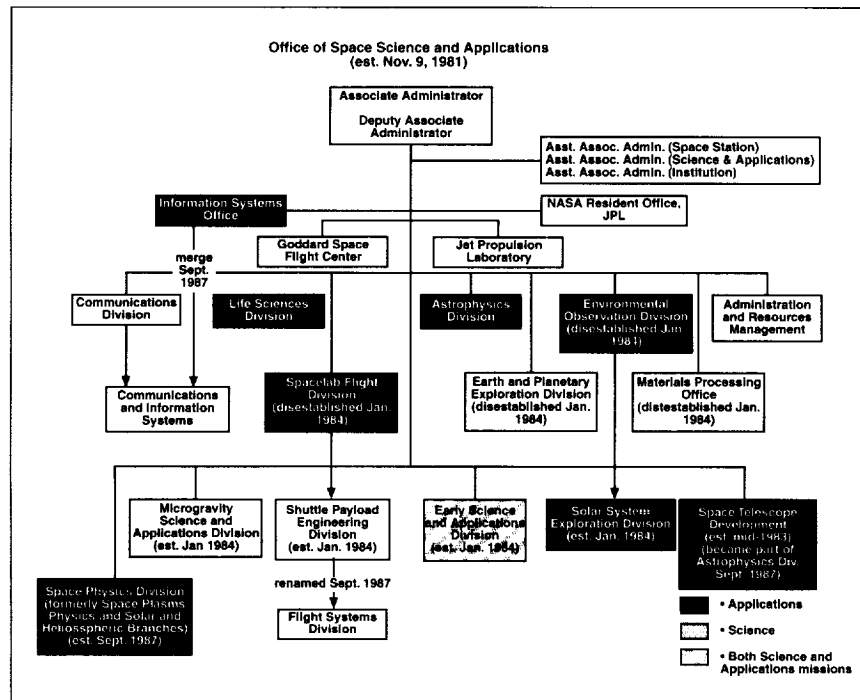 Office of Space Science and Applications
(est. Nov. 9, 1981)
Associate Administrator
Deputy Associate
Administrator
Asst. Assoc. Admin. (Space Station)
Asst. Assoc. Admin. (Science & Applications)
Asst. Assoc. Admin. (Institution)
Information Systems
Office
NASA Resident Office,
JPL
Goddard Space
Flight Center
Jet Propulsion
Laboratory
merge
Sept.
1987
Communications
Division
Life Sciences
Division
Astrophysics
Division
Environmental
Observation Division
(disestablished Jan.
1984)
Administration
and Resources
Management
Communications
and Information
Systems
Spacelab Flight
Division
(disestablished Jan.
1984)
Earth and Planetary
Exploration Division
(disestablished Jan.
1984)
Materials Processing
Office
(distestablished Jan.
1984)
Microgravity
Science and
Applications Division
(est. Jan 1984)
Shuttle Payload
Engineering
Division
(est. Jan. 1984)
Early Science
and Applications
Division
(est. Jan. 1984)
Solar System
Exploration Division
(est. Jan. 1984)
Space Telescope
Development
(est. mid-1983)
(became part of
Astrophysics Div.
Sept. 1987)
Space Physics Division
(formerly Space Plasma
Physics and Solar and
Heliosspheric Branches)
(est. Sept. 1987)
renamed Sept. 1987
Flight Systems
Division
• Applications
• Science
• Both Science and
Applications missions